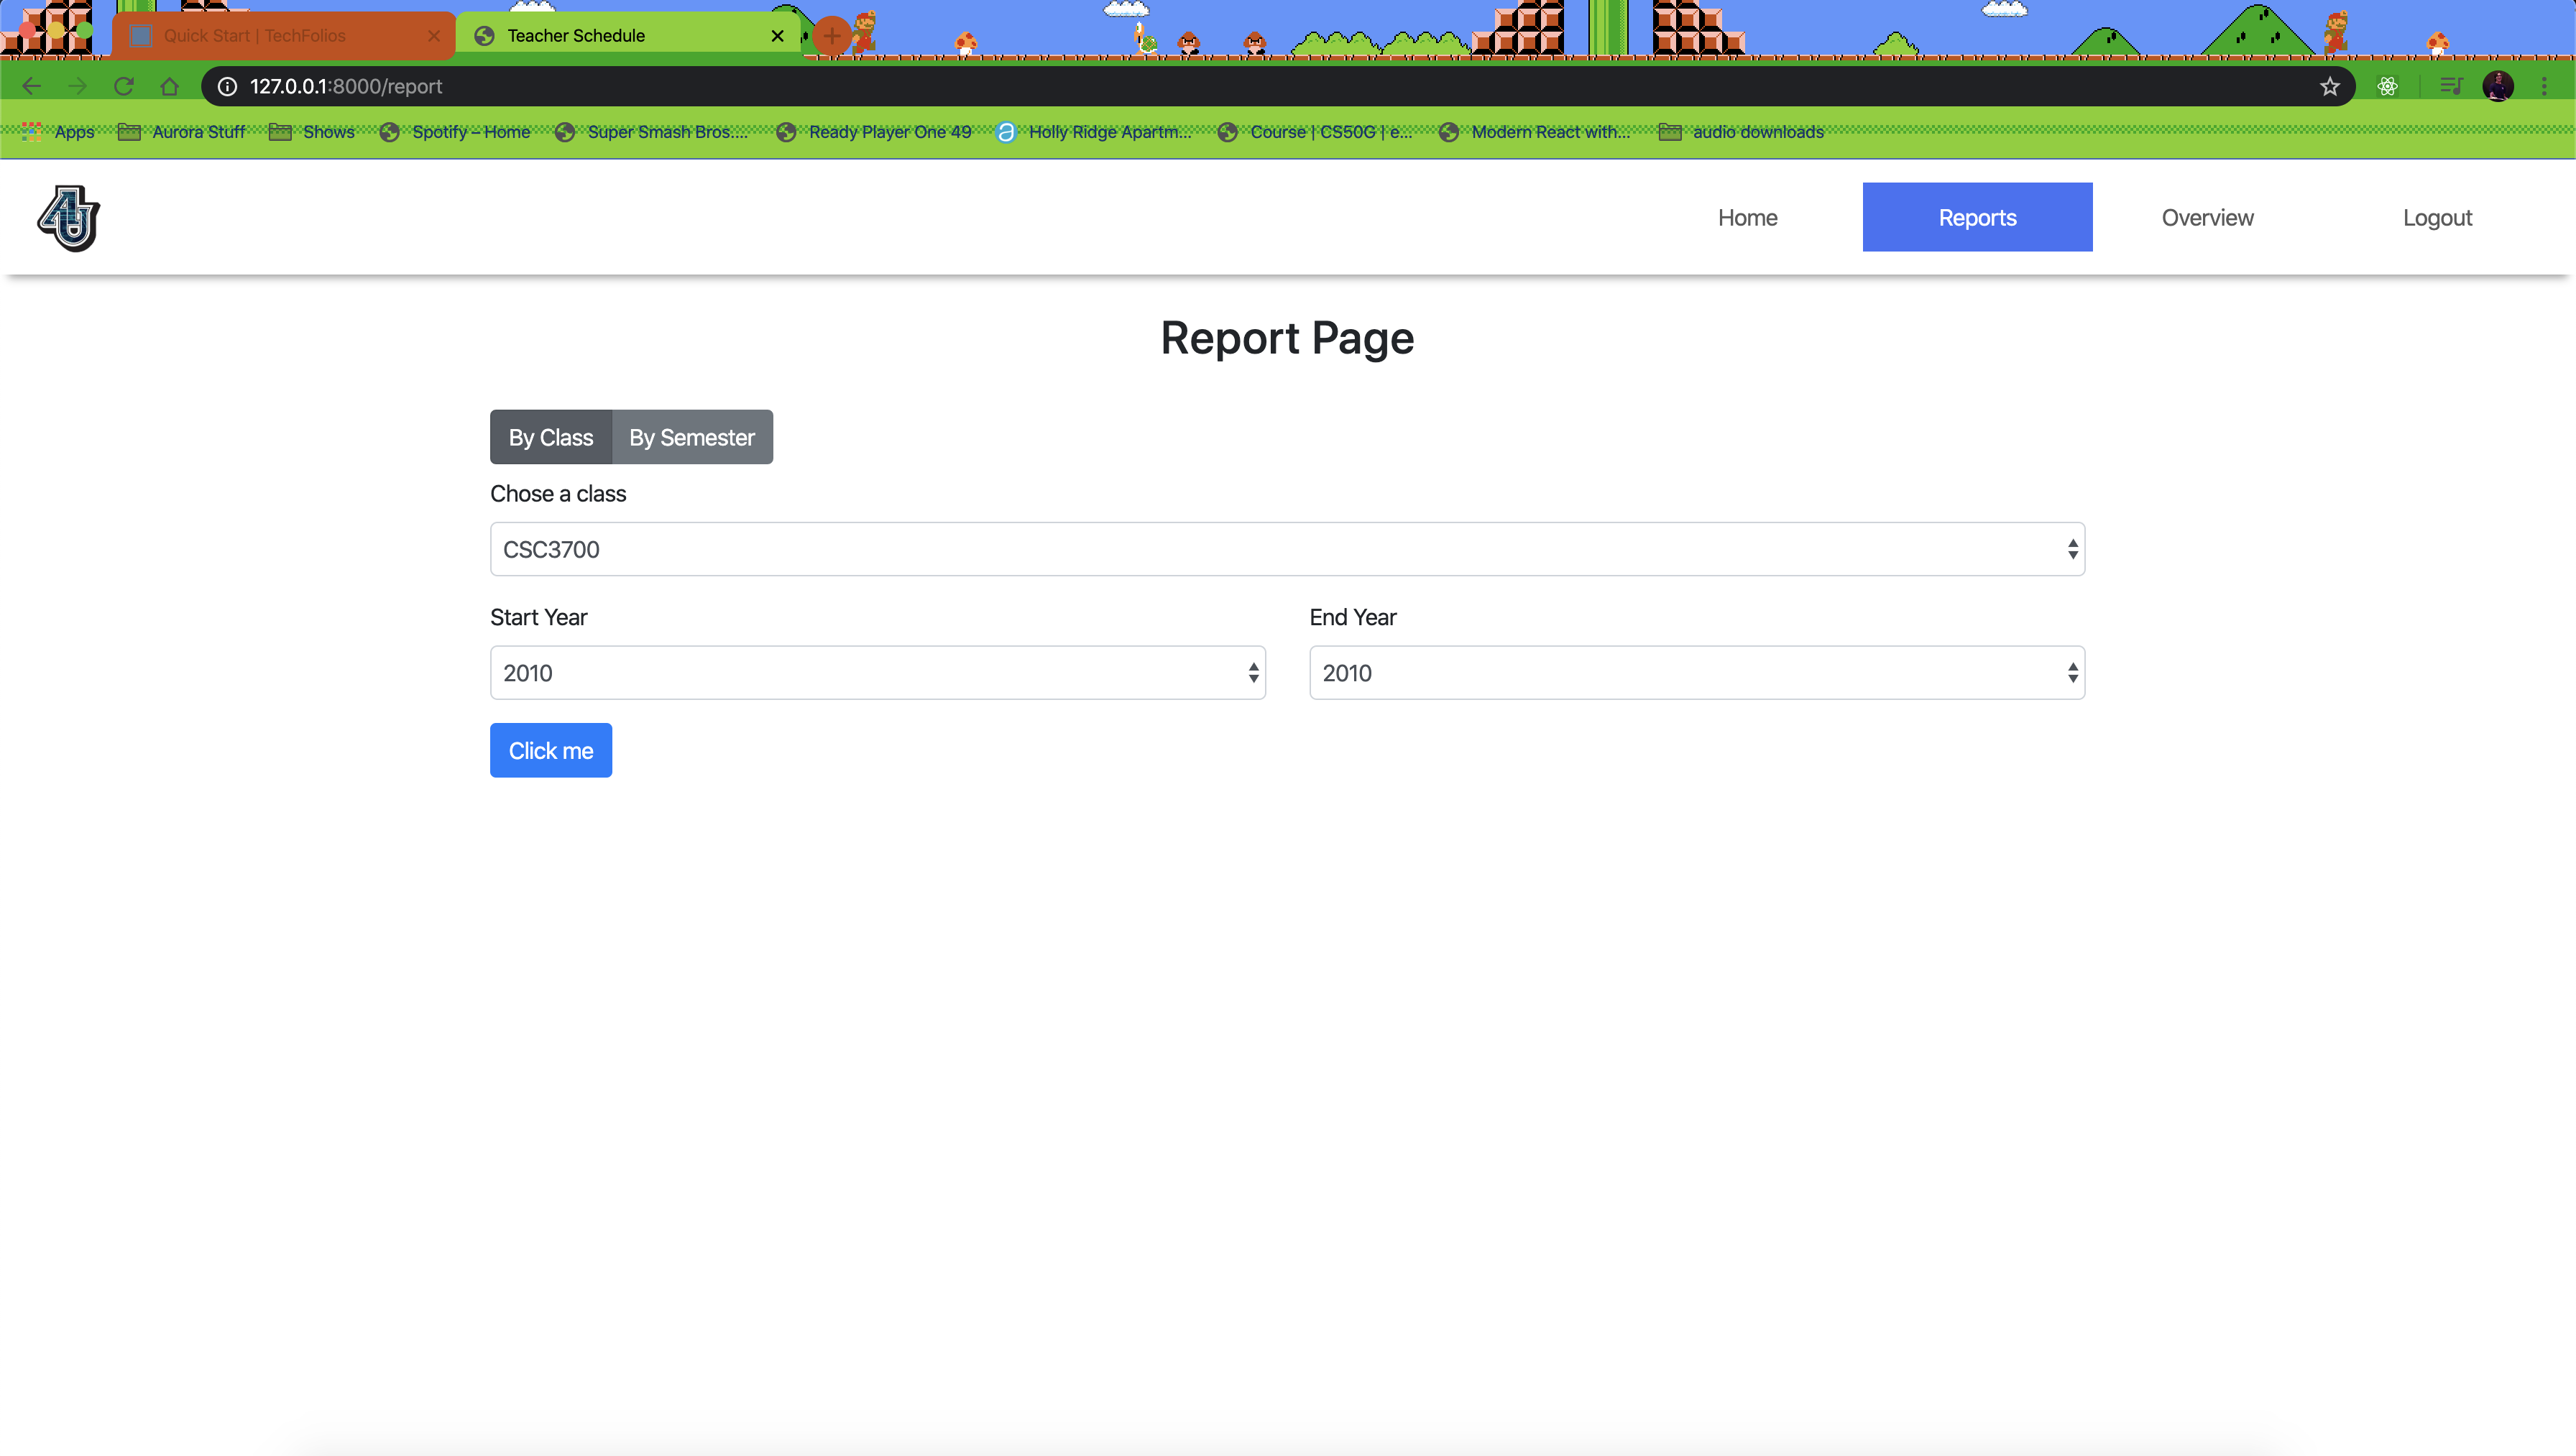 Quick Start | TechFolios
Teacher Schedule
127.0.0.1:8000/report
Apps Aurora Stuff Shows Spotify – Home Super Smash Bros.... Ready Player One 49 Holly Ridge Apartm... Course | CS50G | e... Modern React with... audio downloads
AU
Home Reports Overview Logout
Report Page
By Class By Semester
Chose a class
CSC3700
Start Year End Year
2010 2010
Click me